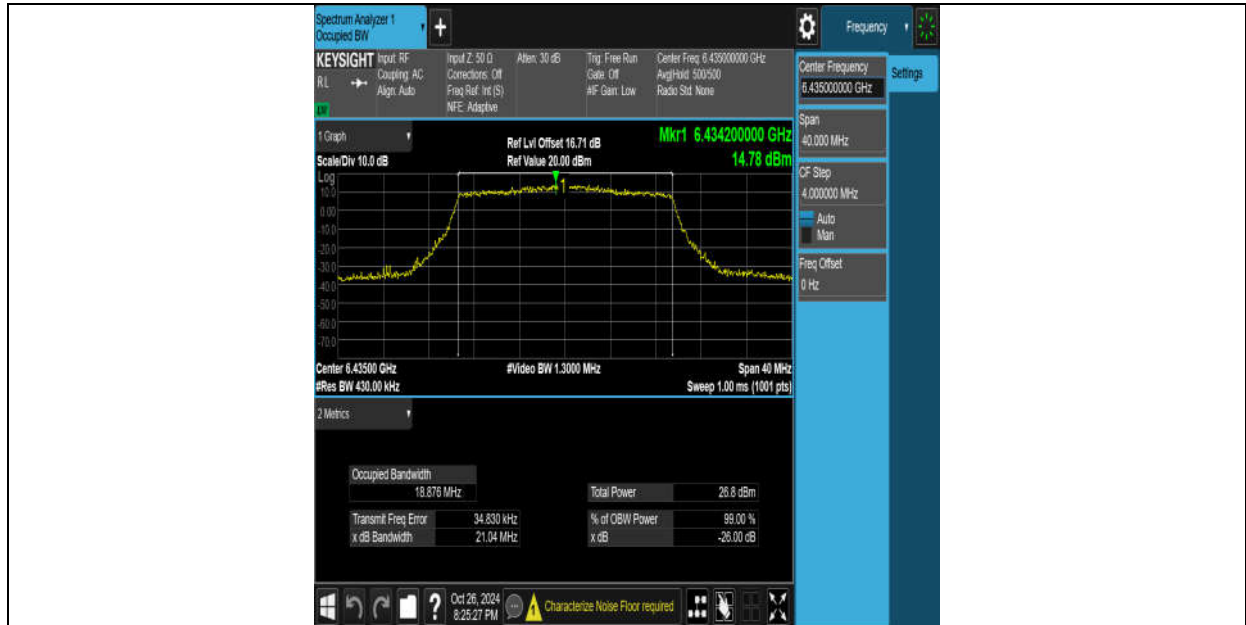 Spectrum Analyzer 1
Occupied BW
+
Frequency
KEYSIGHT
R L
Input: RF
Coupling: AC
Align: Auto
Input Z: 50 Ω
Corrections: Off
Freq Ref: Int (S)
NFE: Adaptive
Atten: 30 dB
Trig: Free Run
Gate: Off
#IF Gain: Low
Center Freq: 6.435000000 GHz
Avg|Hold: 500/500
Radio Std: None
Center Frequency
6.435000000 GHz
Settings
Span
40.000 MHz
CF Step
4.000000 MHz
Auto
Man
Freq Offset
0 Hz
1 Graph
Scale/Div 10.0 dB
Ref Lvl Offset 16.71 dB
Ref Value 20.00 dBm
Mkr1 6.434200000 GHz
14.78 dBm
Log
10.0
0.00
-10.0
-20.0
-30.0
-40.0
-50.0
-60.0
-70.0
1
Center 6.43500 GHz
#Res BW 430.00 kHz
#Video BW 1.3000 MHz
Span 40 MHz
Sweep 1.00 ms (1001 pts)
2 Metrics
Occupied Bandwidth
18.876 MHz
Total Power 26.8 dBm
Transmit Freq Error 34.830 kHz
% of OBW Power 99.00 %
x dB Bandwidth 21.04 MHz
x dB -26.00 dB
?
Oct 26, 2024
8:25:27 PM
Characterize Noise Floor required